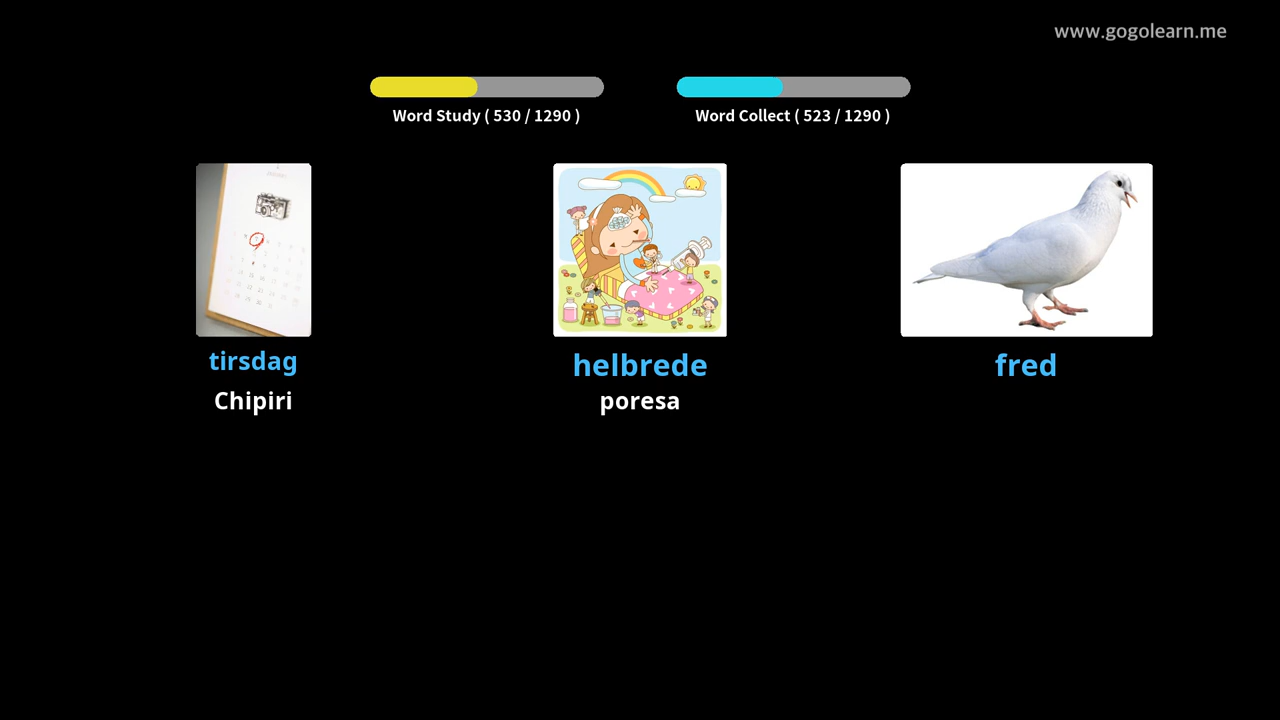 www.gogolearn.me
Word Study ( 530 / 1290 )
Word Collect ( 523 / 1290 )
tirsdag
Chipiri
helbrede
poresa
fred